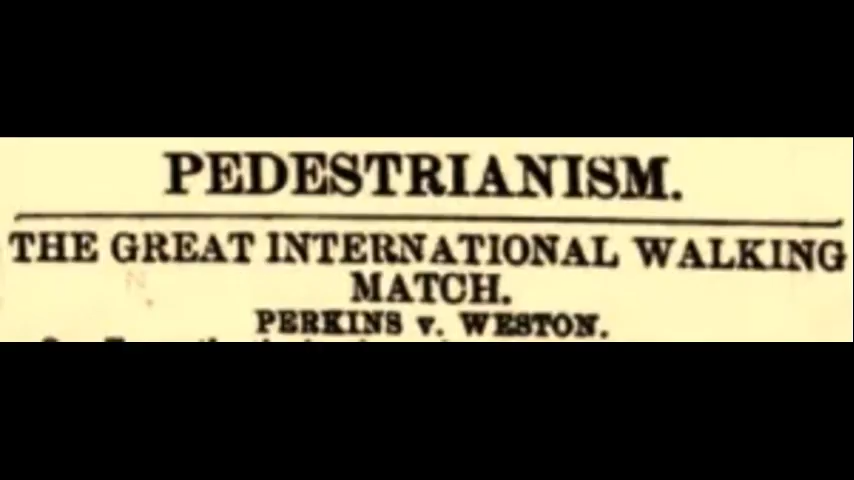 PEDESTRIANISM.
THE GREAT INTERNATIONAL WALKING
MATCH.
PERKINS v. WESTON.